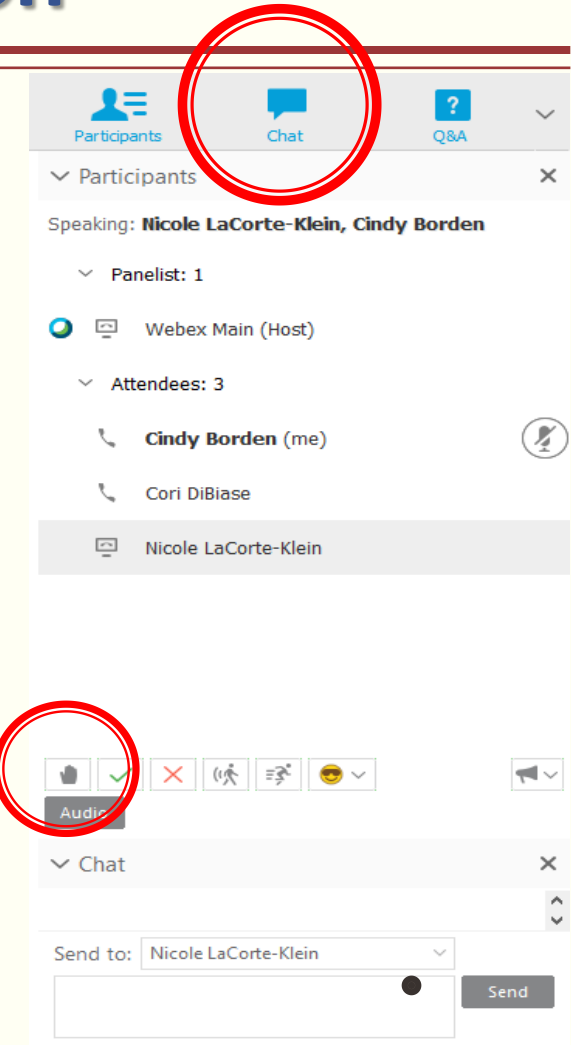 Participants Chat Q&A
Participants
Speaking: Nicole LaCorte-Klein, Cindy Borden
Panelist: 1
Webex Main (Host)
Attendees: 3
Cindy Borden (me)
Cori DiBiase
Nicole LaCorte-Klein
Audio
Chat
Send to: Nicole LaCorte-Klein
Send